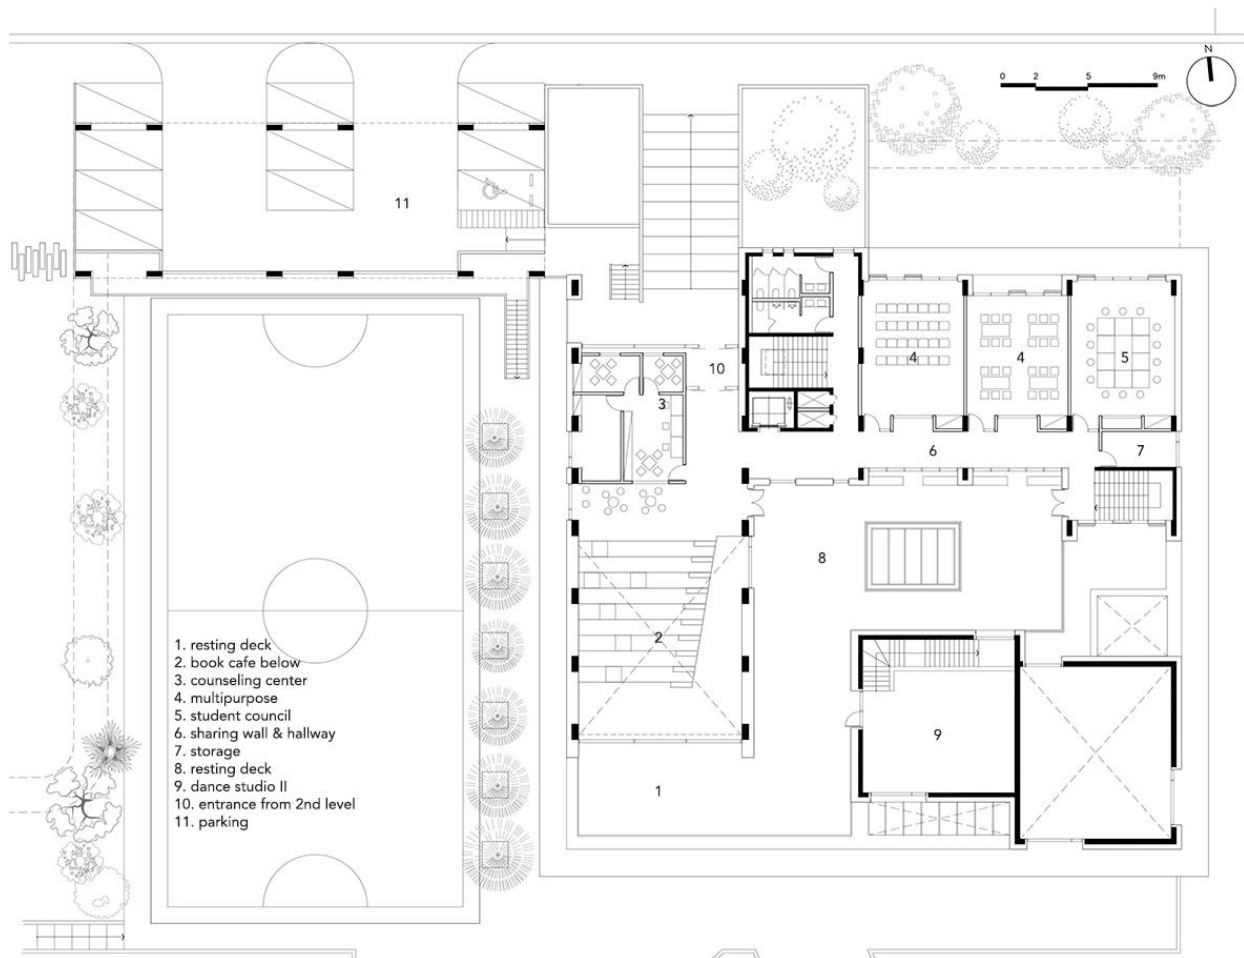 N
0 2 5 9m
11
10
4
4
5
3
6
7
8
2
1. resting deck
2. book cafe below
3. counseling center
4. multipurpose
5. student council
6. sharing wall & hallway
7. storage
8. resting deck
9. dance studio II
10. entrance from 2nd level
11. parking
9
1